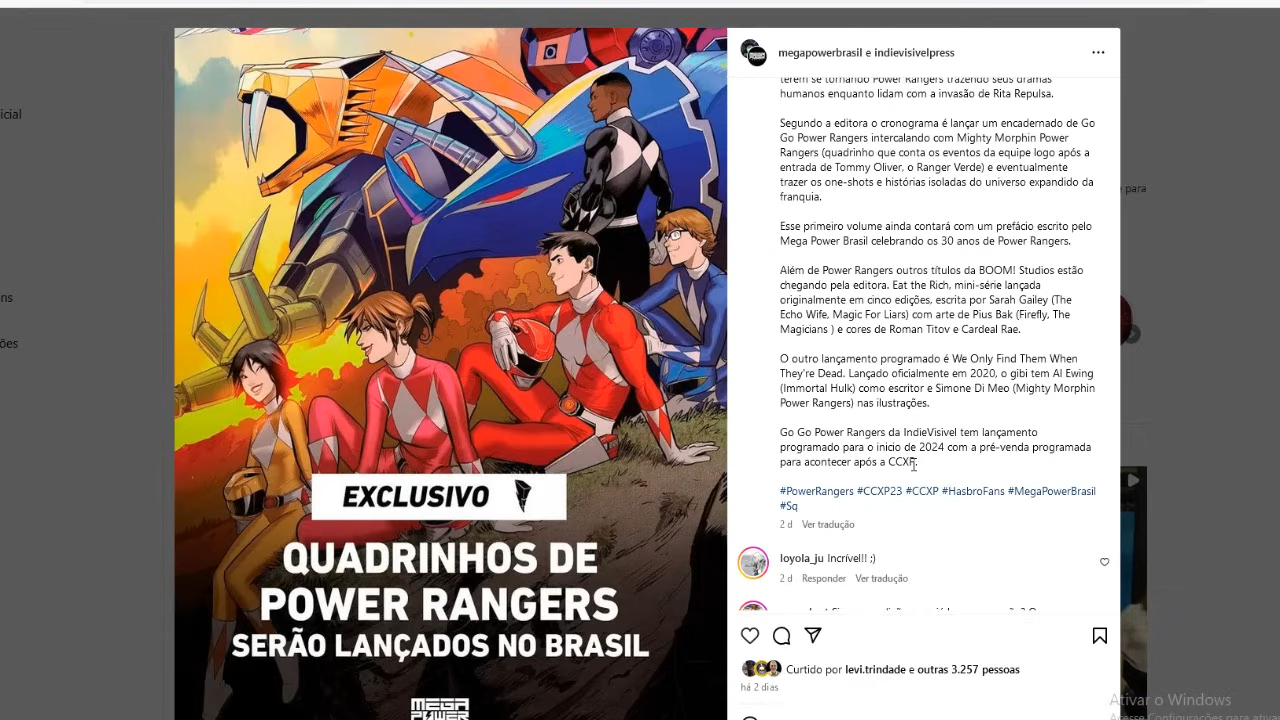 megapowerbrasil e indievisivelpress
terem se tornando Power Rangers trazendo seus dramas
humanos enquanto lidam com a invasão de Rita Repulsa.
Segundo a editora o cronograma é lançar um encadernado de Go
Go Power Rangers intercalando com Mighty Morphin Power
Rangers (quadrinho que conta os eventos da equipe logo após a
entrada de Tommy Oliver, o Ranger Verde) e eventualmente
trazer os one-shots e histórias isoladas do universo expandido da
franquia.
Esse primeiro volume ainda contará com um prefácio escrito pelo
Mega Power Brasil celebrando os 30 anos de Power Rangers.
Além de Power Rangers outros títulos da BOOM! Studios estão
chegando pela editora. Eat the Rich, mini-série lançada
originalmente em cinco edições, escrita por Sarah Gailey (The
Echo Wife, Magic For Liars) com arte de Pius Bak (Firefly, The
Magicians ) e cores de Roman Titov e Cardeal Rae.
O outro lançamento programado é We Only Find Them When
They're Dead. Lançado oficialmente em 2020, o gibi tem Al Ewing
(Immortal Hulk) como escritor e Simone Di Meo (Mighty Morphin
Power Rangers) nas ilustrações.
Go Go Power Rangers da IndieVisivel tem lançamento
programado para o inicio de 2024 com a pré-venda programada
para acontecer após a CCXP.
#PowerRangers #CCXP23 #CCXP #HasbroFans #MegaPowerBrasil
#Sq
2 d Ver tradução
loyola_ju Incrível!! ;)
2 d Responder Ver tradução
Curtido por levi.trindade e outras 3.257 pessoas
há 2 dias
EXCLUSIVO
QUADRINHOS DE
POWER RANGERS
SERÃO LANÇADOS NO BRASIL
MEGA
POWER
icial
ns
ões
para
Ativar o Windows